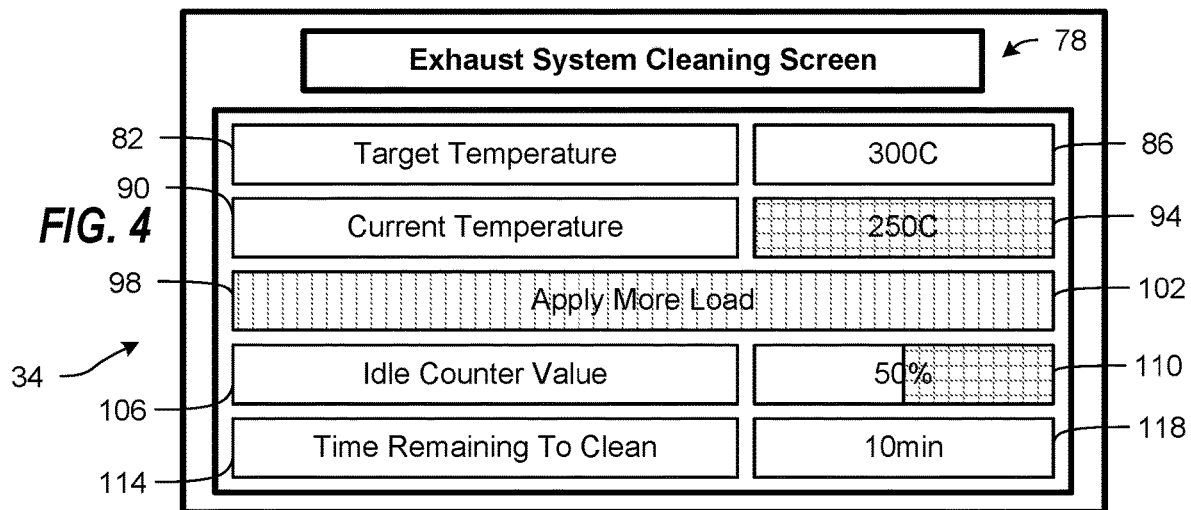 Exhaust System Cleaning Screen 78
82 Target Temperature 300C 86
90 Current Temperature 250C 94
FIG. 4
98 Apply More Load 102
34 106 Idle Counter Value 50% 110
114 Time Remaining To Clean 10min 118